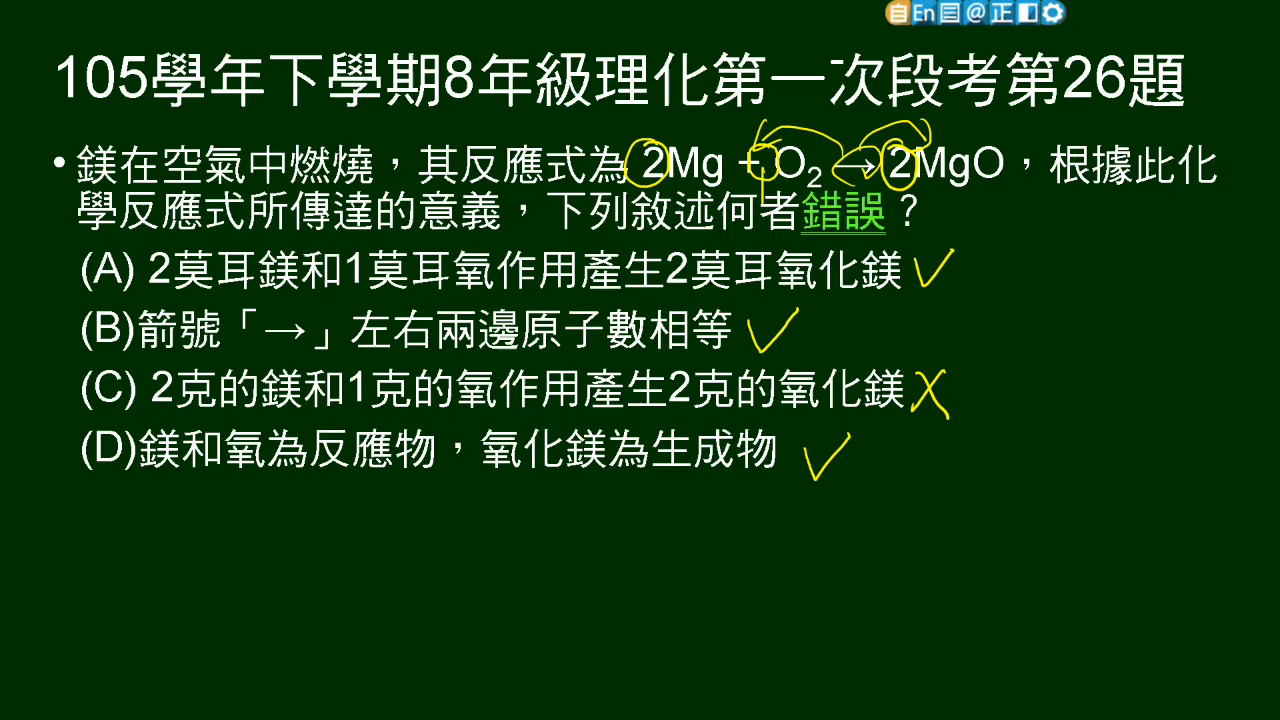 自En@正
105學年下學期8年級理化第一次段考第26題
•鎂在空氣中燃燒，其反應式為 2Mg + O₂ → 2MgO，根據此化
學反應式所傳達的意義，下列敘述何者錯誤？
(A) 2莫耳鎂和1莫耳氧作用產生2莫耳氧化鎂
(B)箭號「→」左右兩邊原子數相等
(C) 2克的鎂和1克的氧作用產生2克的氧化鎂
(D)鎂和氧為反應物，氧化鎂為生成物